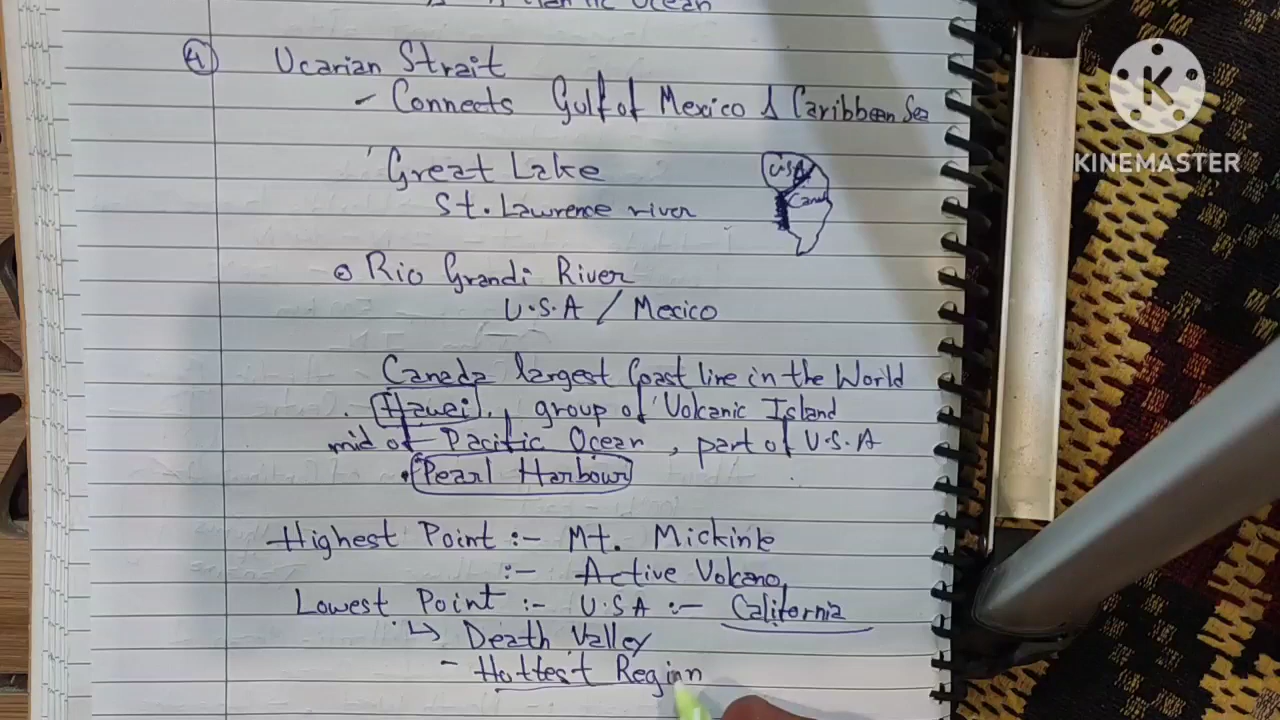 Ocean
4 Ucarian Strait
- Connects Gulf of Mexico & Caribbean Sea
Great Lake
St. Lawrence river
U.S.A
Cana
Rio Grandi River
U.S.A / Mexico
Canada largest Coast line in the World
Hawei, group of Volcanic Island
mid of Pacific Ocean, part of U.S.A
Pearl Harbour
Highest Point :- Mt. Mickinle
:- Active Volcano,
Lowest Point :- U.S.A :- California
↳ Death Valley
- Hottest Region
K
KINEMASTER